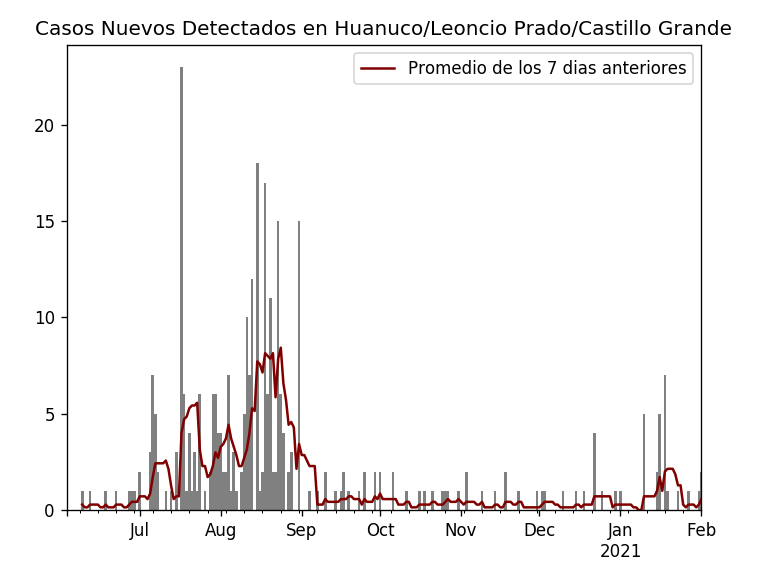 Casos Nuevos Detectados en Huanuco/Leoncio Prado/Castillo Grande
Promedio de los 7 dias anteriores
20
15
10
5
0
Jul Aug Sep Oct Nov Dec Jan Feb
2021